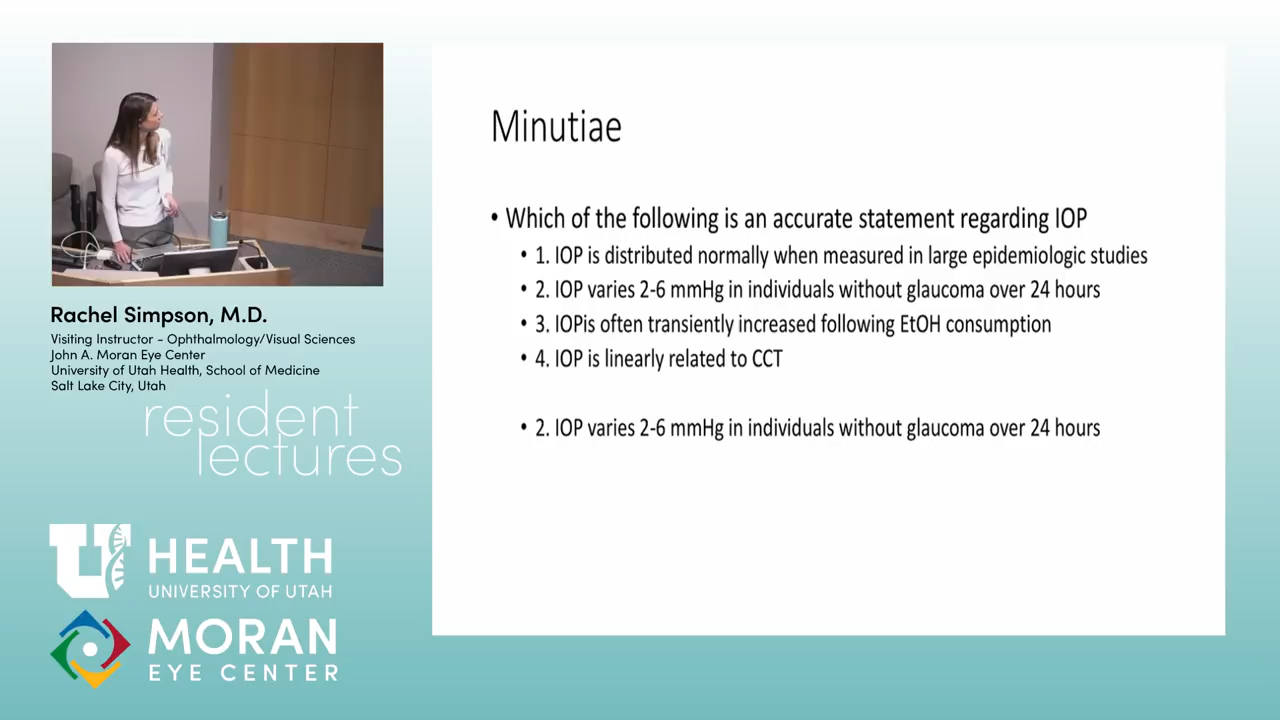 Minutiae
• Which of the following is an accurate statement regarding IOP
• 1. IOP is distributed normally when measured in large epidemiologic studies
• 2. IOP varies 2-6 mmHg in individuals without glaucoma over 24 hours
• 3. IOPis often transiently increased following EtOH consumption
• 4. IOP is linearly related to CCT
• 2. IOP varies 2-6 mmHg in individuals without glaucoma over 24 hours
Rachel Simpson, M.D.
Visiting Instructor - Ophthalmology/Visual Sciences
John A. Moran Eye Center
University of Utah Health, School of Medicine
Salt Lake City, Utah
resident
lectures
U HEALTH
UNIVERSITY OF UTAH
MORAN
EYE CENTER